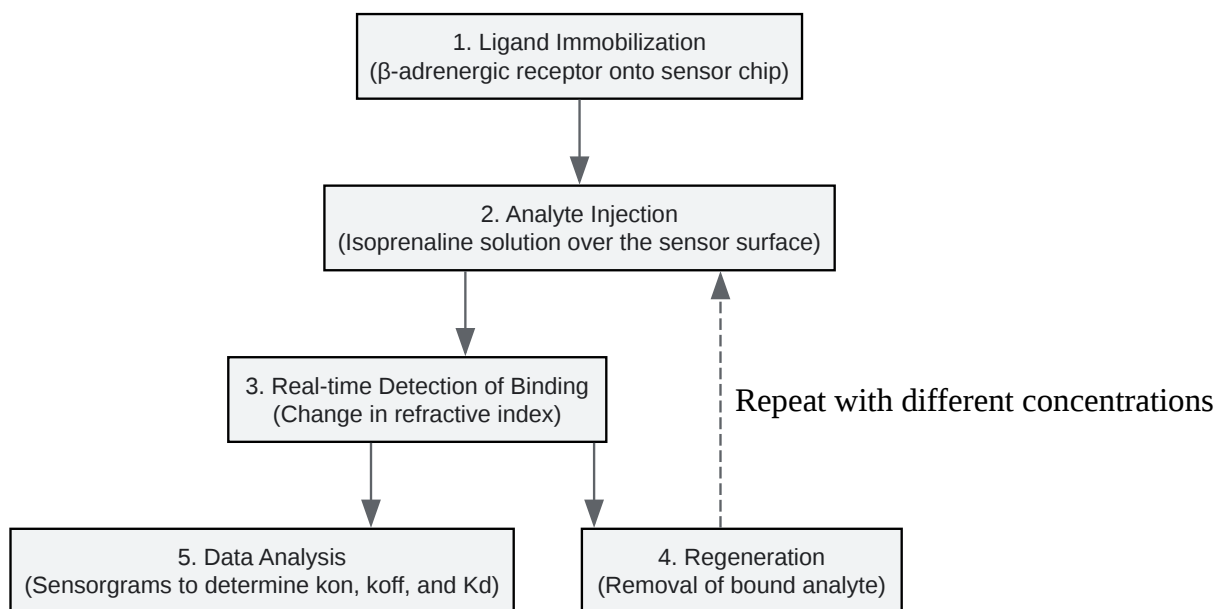 1. Ligand Immobilization
(β-adrenergic receptor onto sensor chip)
2. Analyte Injection
(Isoprenaline solution over the sensor surface)
3. Real-time Detection of Binding
(Change in refractive index)
Repeat with different concentrations
5. Data Analysis
(Sensorgrams to determine kon, koff, and Kd)
4. Regeneration
(Removal of bound analyte)